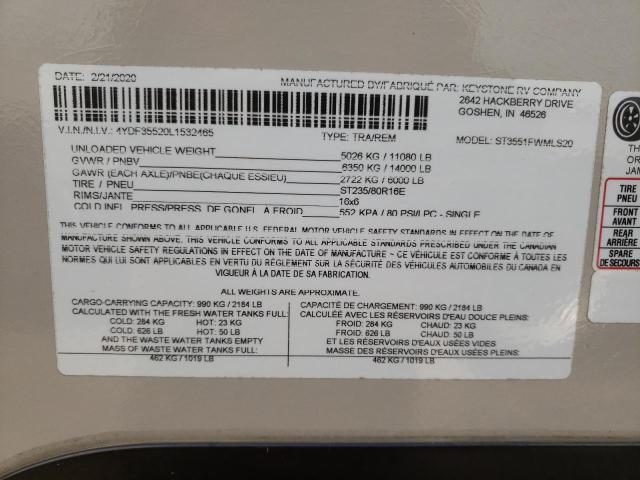 DATE: 2/21/2020
MANUFACTURED BY/FABRIQUÉ PAR: KEYSTONE RV COMPANY
2642 HACKBERRY DRIVE
GOSHEN, IN 46526
V.I.N./N.I.V.: 4YDF35520L1532465
TYPE: TRA/REM
MODEL: ST3551FWMLS20
UNLOADED VEHICLE WEIGHT 5026 KG / 11080 LB
GVWR / PNBV 6350 KG / 14000 LB
GAWR (EACH AXLE)/PNBE(CHAQUE ESSIEU) 2722 KG / 6000 LB
TIRE / PNEU ST235/80R16E
RIMS/JANTE 16x6
COLD INFL. PRESS./PRESS. DE GONFL A FROID 552 KPA / 80 PSI/LPC - SINGLE
THIS VEHICLE CONFORMS TO ALL APPLICABLE U.S. FEDERAL MOTOR VEHICLE SAFETY STANDARDS IN EFFECT ON THE DATE OF
MANUFACTURE SHOWN ABOVE. THIS VEHICLE CONFORMS TO ALL APPLICABLE STANDARDS PRESCRIBED UNDER THE CANADIAN
MOTOR VEHICLE SAFETY REGULATIONS IN EFFECT ON THE DATE OF MANUFACTURE ~ CE VÉHICULE EST CONFORME À TOUTES LES
NORMES QUI LUI SONT APPLICABLES EN VERTU DU RÈGLEMENT SUR LA SÉCURITÉ DES VÉHICULES AUTOMOBILES DU CANADA EN
VIGUEUR À LA DATE DE SA FABRICATION.
ALL WEIGHTS ARE APPROXIMATE.
CARGO-CARRYING CAPACITY: 990 KG / 2184 LB
CALCULATED WITH THE FRESH WATER TANKS FULL:
COLD: 284 KG HOT: 23 KG
COLD: 626 LB HOT: 50 LB
AND THE WASTE WATER TANKS EMPTY
MASS OF WASTE WATER TANKS FULL:
462 KG / 1019 LB
CAPACITÉ DE CHARGEMENT: 990 KG / 2184 LB
CALCULÉE AVEC LES RÉSERVOIRS D'EAU DOUCE PLEINS:
FROID: 284 KG CHAUD: 23 KG
FROID: 626 LB CHAUD: 50 LB
ET LES RÉSERVOIRS D'EAUX USÉES VIDES
MASSE DES RÉSERVOIRS D'EAUX USÉES PLEINS:
462 KG / 1019 LB
TH
OR
JAM
TIRE
PNEU
FRONT
AVANT
REAR
ARRIÈRE
SPARE
DE SECOURS